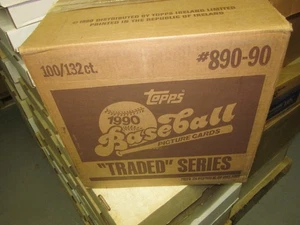 © 1990 DISTRIBUTED BY TOPPS IRELAND LIMITED
PRINTED IN THE REPUBLIC OF IRELAND
100/132 ct.
#890-90
topps
1990
Baseball
PICTURE CARDS
"TRADED" SERIES